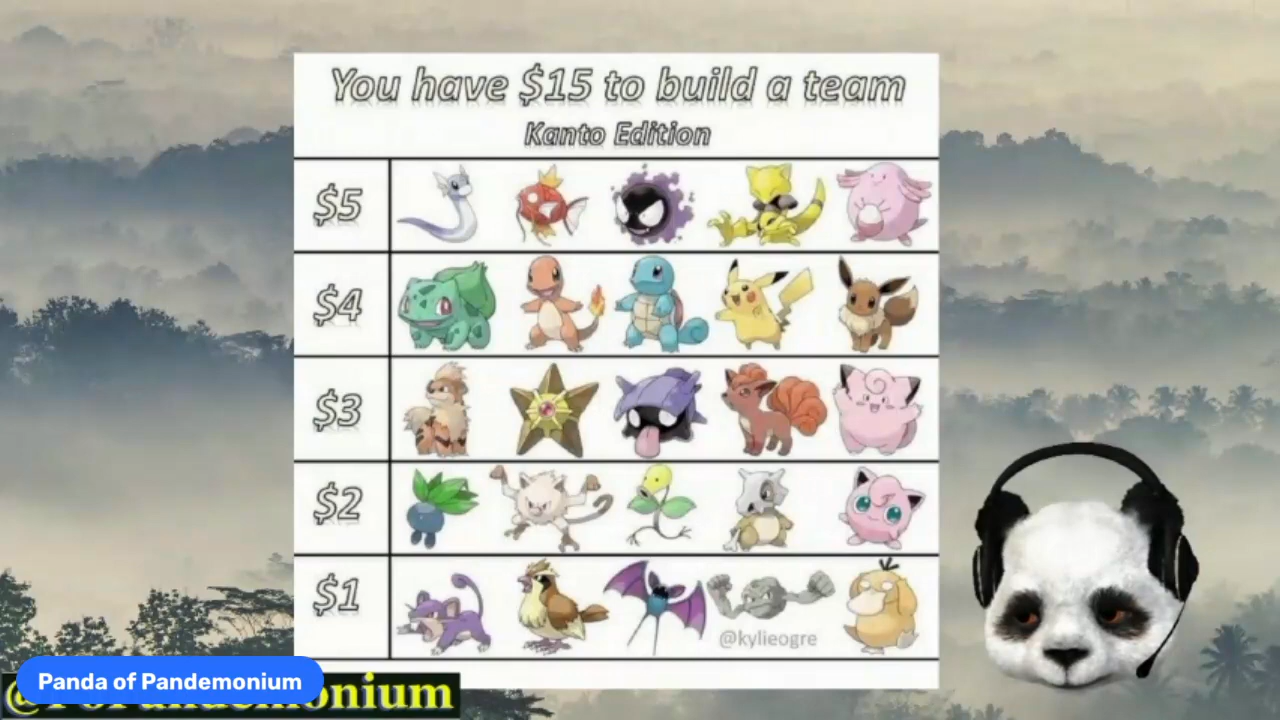 You have $15 to build a team
Kanto Edition
$5
$4
$3
$2
$1
@kylieogre
Panda of Pandemonium